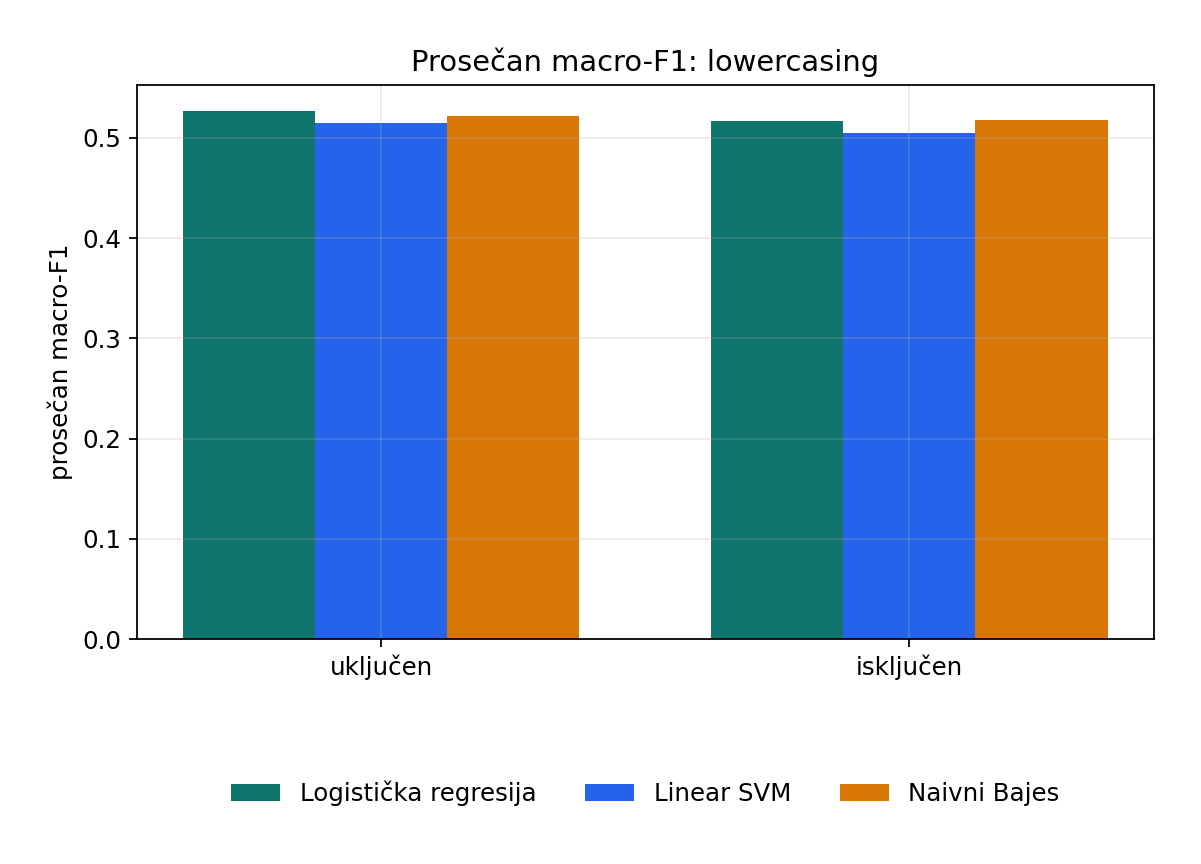 Prosečan macro-F1: lowercasing
prosečan macro-F1
0.5
0.4
0.3
0.2
0.1
0.0
uključen
isključen
Logistička regresija
Linear SVM
Naivni Bajes